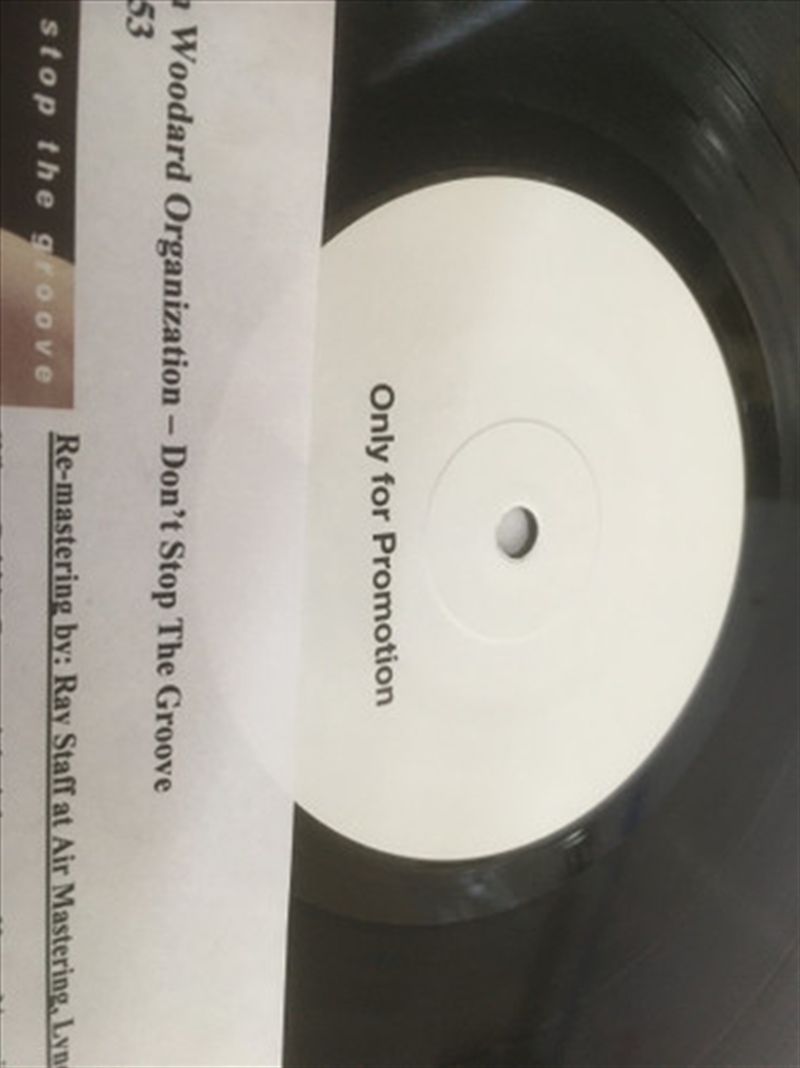 Only for Promotion
Woodard Organization – Don't Stop The Groove
53
stop the groove
Re-mastering by: Ray Staff at Air Mastering,